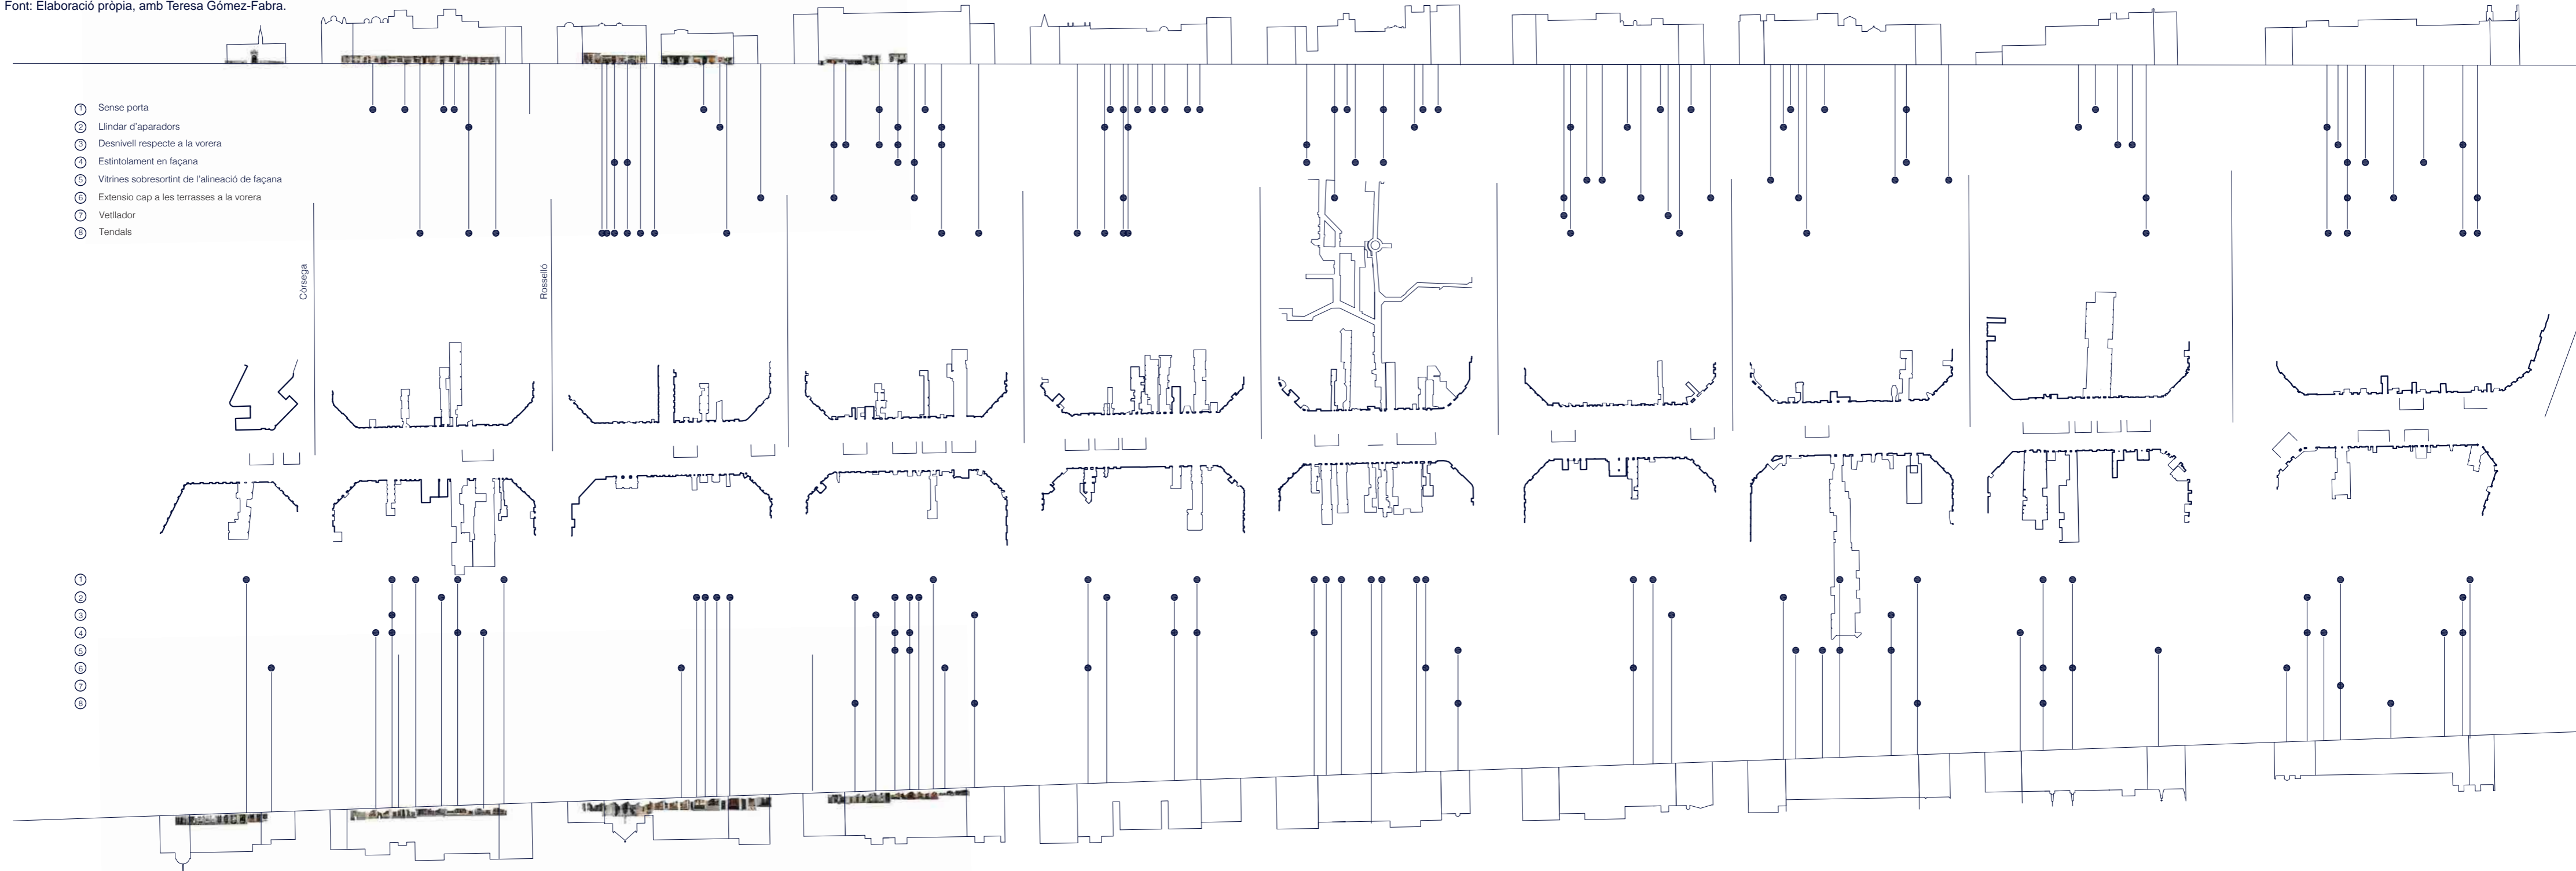 Font: Elaboració pròpia, amb Teresa Gómez-Fabra.
1 Sense porta
2 Llindar d'aparadors
3 Desnivell respecte a la vorera
4 Estintolament en façana
5 Vitrines sobresortint de l'alineació de façana
6 Extensio cap a les terrasses a la vorera
7 Vetllador
8 Tendals
Còrsega
Rosselló
1
2
3
4
5
6
7
8